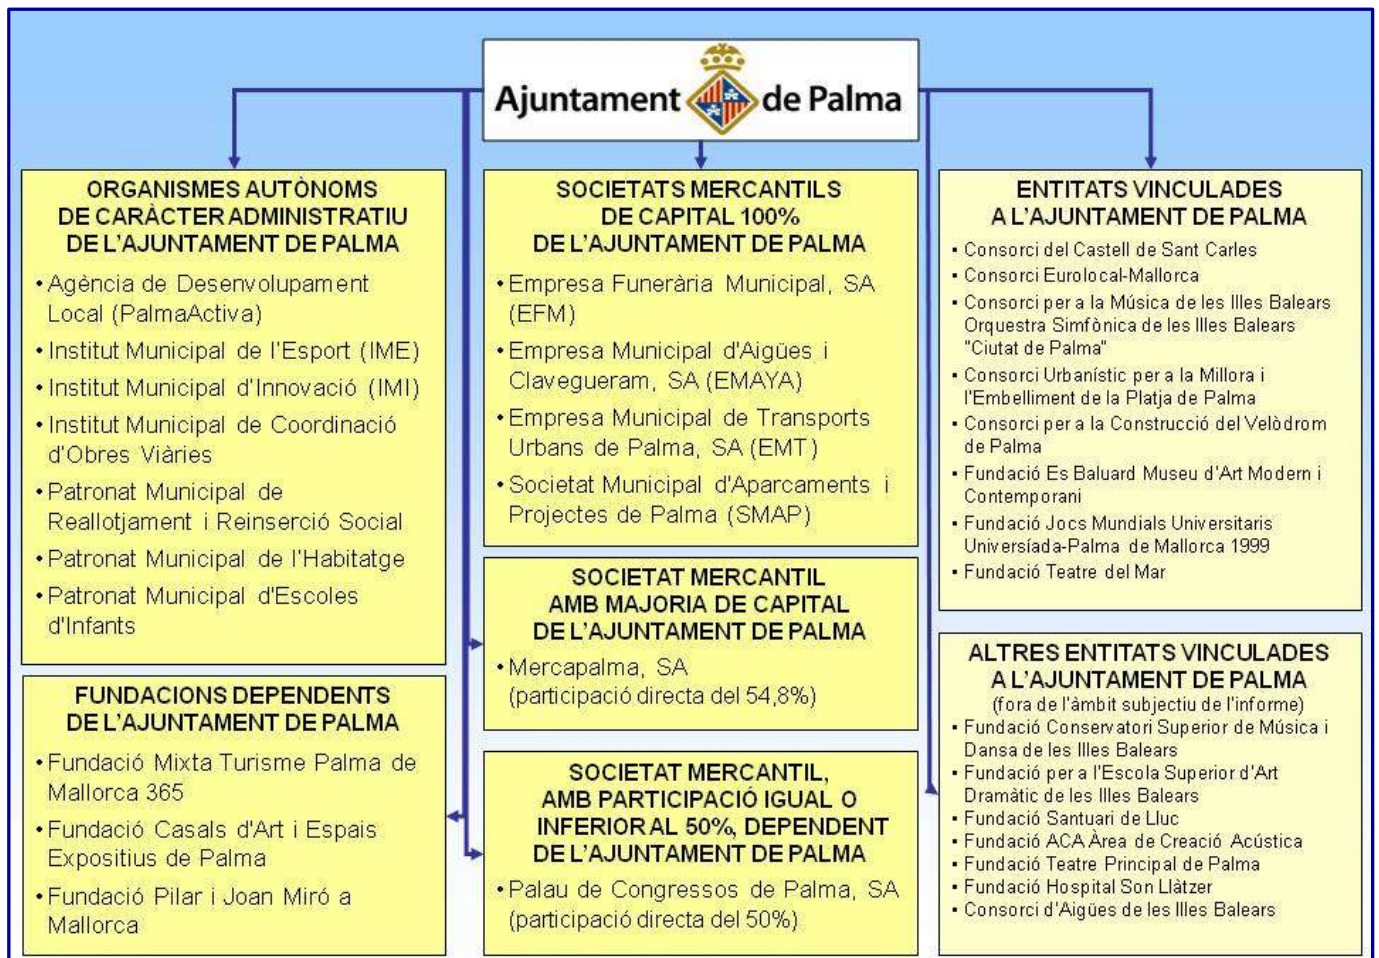 Ajuntament de Palma
ORGANISMES AUTÒNOMS
DE CARÀCTER ADMINISTRATIU
DE L'AJUNTAMENT DE PALMA
• Agència de Desenvolupament
Local (PalmaActiva)
• Institut Municipal de l'Esport (IME)
• Institut Municipal d'Innovació (IMI)
• Institut Municipal de Coordinació
d'Obres Viàries
• Patronat Municipal de
Reallotjament i Reinserció Social
• Patronat Municipal de l'Habitatge
• Patronat Municipal d'Escoles
d'Infants
FUNDACIONS DEPENDENTS
DE L'AJUNTAMENT DE PALMA
• Fundació Mixta Turisme Palma de
Mallorca 365
• Fundació Casals d'Art i Espais
Expositius de Palma
• Fundació Pilar i Joan Miró a
Mallorca
SOCIETATS MERCANTILS
DE CAPITAL 100%
DE L'AJUNTAMENT DE PALMA
• Empresa Funerària Municipal, SA
(EFM)
• Empresa Municipal d'Aigües i
Clavegueram, SA (EMAYA)
• Empresa Municipal de Transports
Urbans de Palma, SA (EMT)
• Societat Municipal d'Aparcaments i
Projectes de Palma (SMAP)
SOCIETAT MERCANTIL
AMB MAJORIA DE CAPITAL
DE L'AJUNTAMENT DE PALMA
• Mercapalma, SA
(participació directa del 54,8%)
SOCIETAT MERCANTIL,
AMB PARTICIPACIÓ IGUAL O
INFERIOR AL 50%, DEPENDENT
DE L'AJUNTAMENT DE PALMA
• Palau de Congressos de Palma, SA
(participació directa del 50%)
ENTITATS VINCULADES
A L'AJUNTAMENT DE PALMA
▪ Consorci del Castell de Sant Carles
▪ Consorci Eurolocal-Mallorca
▪ Consorci per a la Música de les Illes Balears
Orquestra Simfònica de les Illes Balears
"Ciutat de Palma"
▪ Consorci Urbanístic per a la Millora i
l'Embelliment de la Platja de Palma
▪ Consorci per a la Construcció del Velòdrom
de Palma
▪ Fundació Es Baluard Museu d'Art Modern i
Contemporani
▪ Fundació Jocs Mundials Universitaris
Universíada-Palma de Mallorca 1999
▪ Fundació Teatre del Mar
ALTRES ENTITATS VINCULADES
A L'AJUNTAMENT DE PALMA
(fora de l'àmbit subjectiu de l'informe)
▪ Fundació Conservatori Superior de Música i
Dansa de les Illes Balears
▪ Fundació per a l'Escola Superior d'Art
Dramàtic de les Illes Balears
▪ Fundació Santuari de Lluc
▪ Fundació ACA Àrea de Creació Acústica
▪ Fundació Teatre Principal de Palma
▪ Fundació Hospital Son Llàtzer
▪ Consorci d'Aigües de les Illes Balears